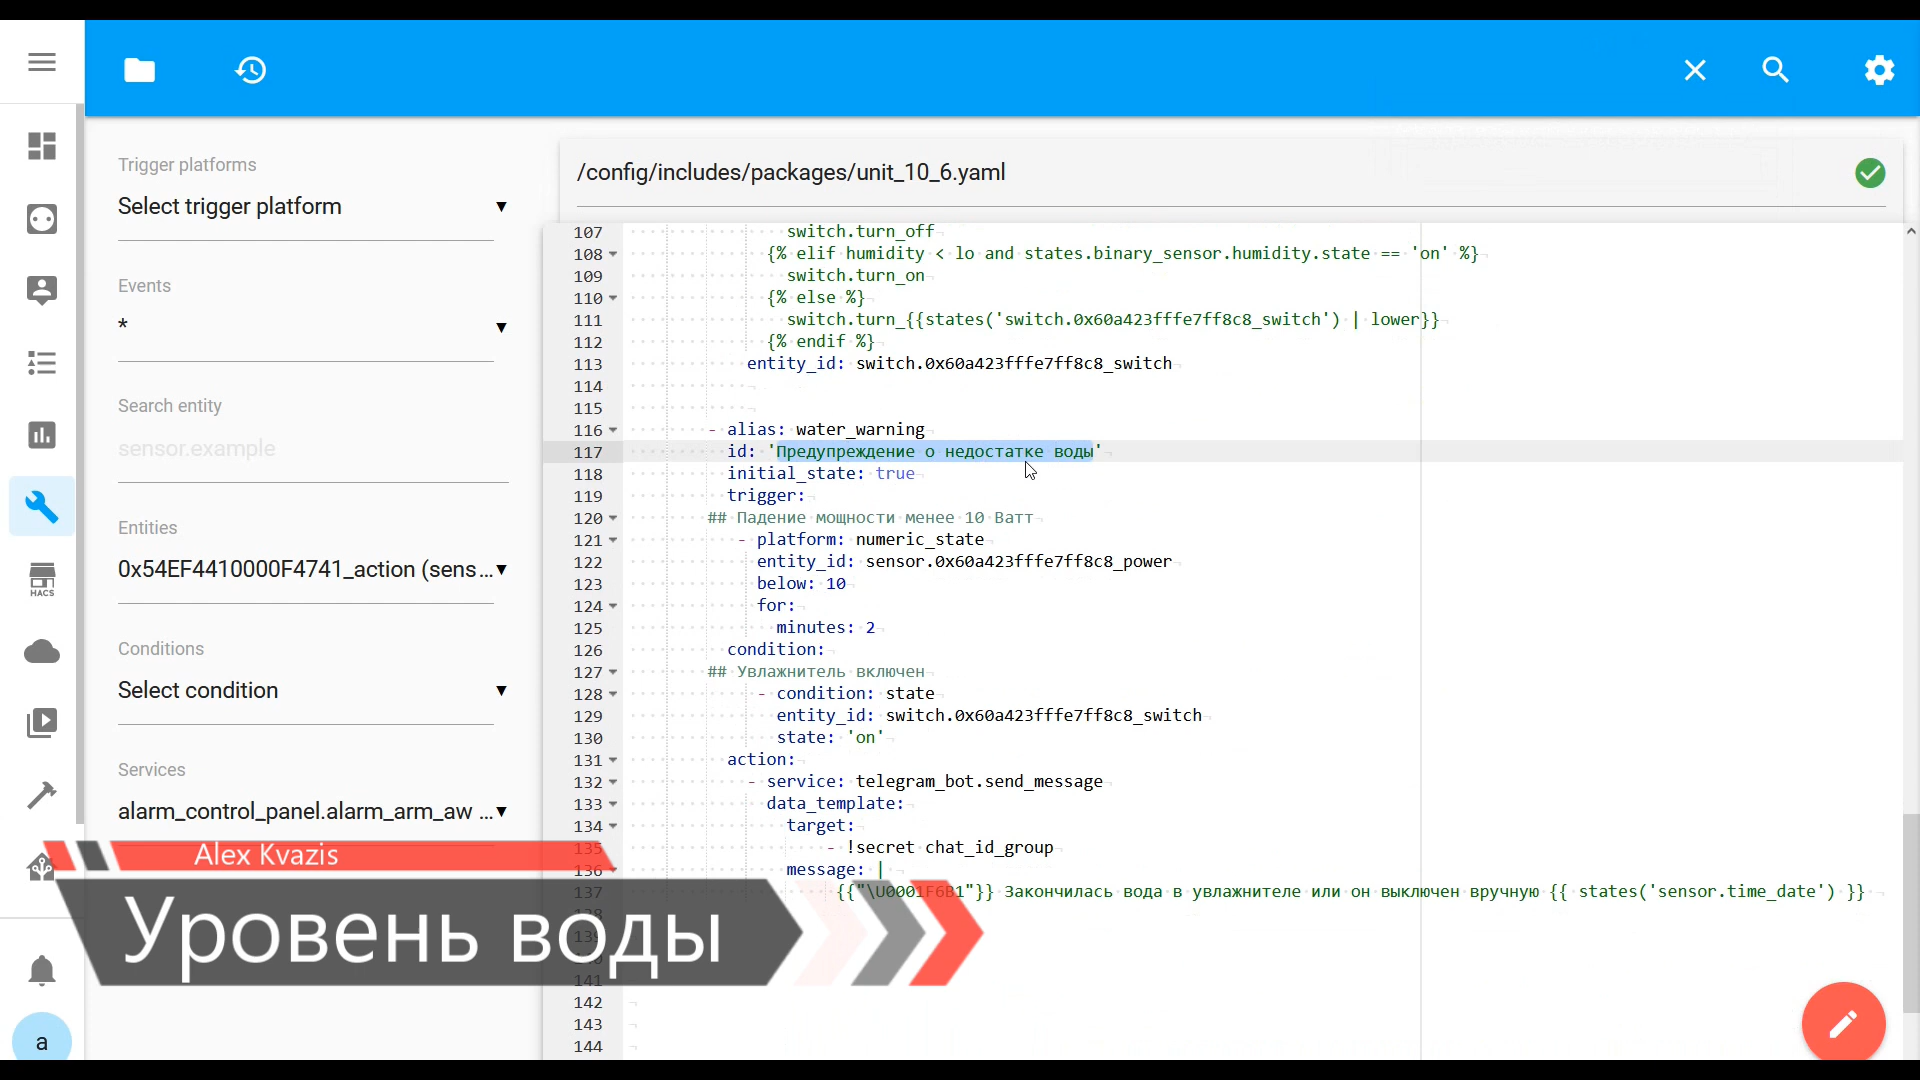 /config/includes/packages/unit_10_6.yaml
Trigger platforms
Select trigger platform
Events
*
Search entity
sensor.example
Entities
0x54EF4410000F4741_action (sens...
Conditions
Select condition
Services
alarm_control_panel.alarm_arm_aw ...
HACS
a
107 switch.turn_off
108 {% elif humidity < lo and states.binary_sensor.humidity.state == 'on' %}
109 switch.turn_on
110 {% else %}
111 switch.turn_{{states('switch.0x60a423fffe7ff8c8_switch') | lower}}
112 {% endif %}
113 entity_id: switch.0x60a423fffe7ff8c8_switch
114
115
116 - alias: water_warning
117 id: 'Предупреждение о недостатке воды'
118 initial_state: true
119 trigger:
120 ## Падение мощности менее 10 Ватт
121 - platform: numeric_state
122 entity_id: sensor.0x60a423fffe7ff8c8_power
123 below: 10
124 for:
125 minutes: 2
126 condition:
127 ## Увлажнитель включен
128 - condition: state
129 entity_id: switch.0x60a423fffe7ff8c8_switch
130 state: 'on'
131 action:
132 - service: telegram_bot.send_message
133 data_template:
134 target:
135 - !secret chat_id_group
136 message: |
137 {{"\U0001F6B1"}} Закончилась вода в увлажнителе или он выключен вручную {{ states('sensor.time_date') }}
141
142
143
144
Alex Kvazis
Уровень воды